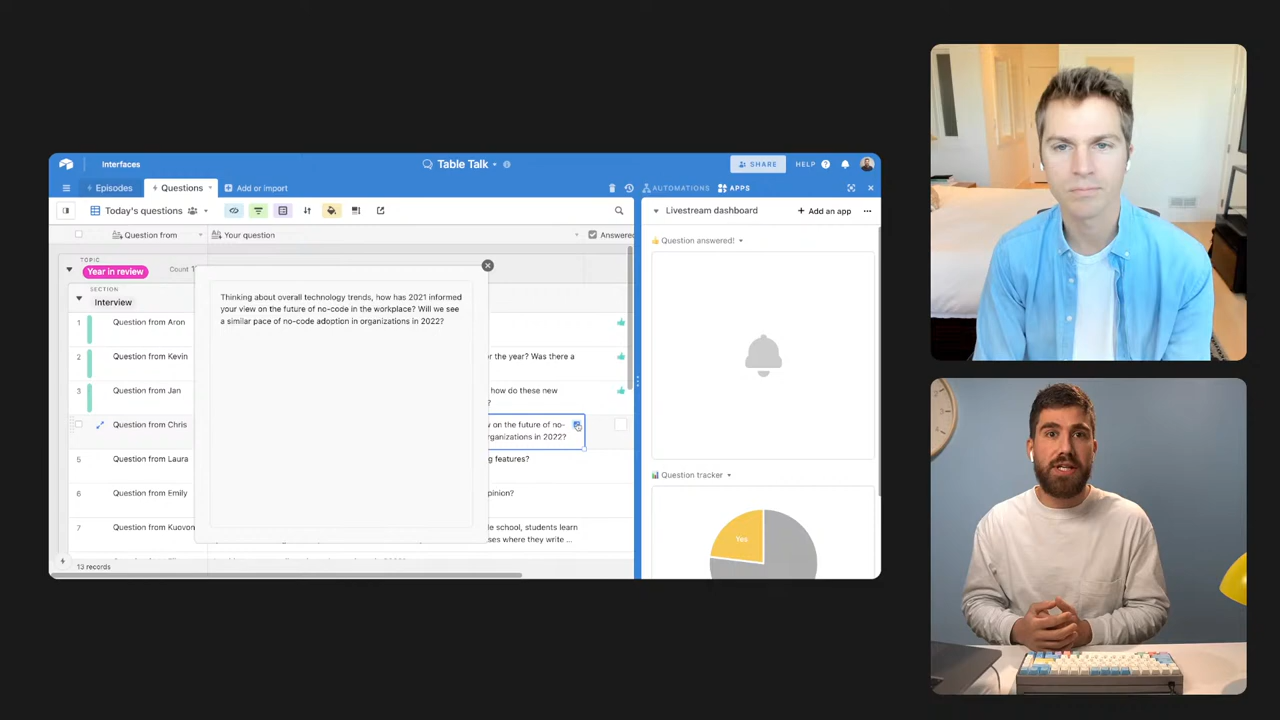 Interfaces
Table Talk
SHARE
HELP
Episodes
Questions
Add or import
AUTOMATIONS
APPS
Today's questions
Livestream dashboard
+ Add an app
Question from
Your question
Answered
Question answered!
TOPIC
Year in review
Count
SECTION
Interview
Thinking about overall technology trends, how has 2021 informed
your view on the future of no-code in the workplace? Will we see
a similar pace of no-code adoption in organizations in 2022?
1
Question from Aron
2
Question from Kevin
or the year? Was there a
3
Question from Jan
how do these new
?
Question from Chris
on the future of no-
organizations in 2022?
5
Question from Laura
features?
6
Question from Emily
opinion?
7
Question from Kuovon
school, students learn
where they write ...
13 records
Question tracker
Yes